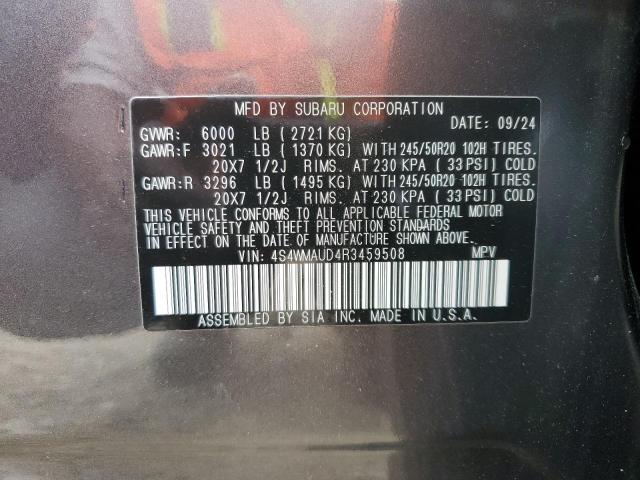 MFD BY SUBARU CORPORATION
DATE: 09/24
GVWR: 6000 LB (2721 KG)
GAWR:F 3021 LB (1370 KG) WITH 245/50R20 102H TIRES.
20X7 1/2J RIMS. AT 230 KPA (33 PSI) COLD
GAWR:R 3296 LB (1495 KG) WITH 245/50R20 102H TIRES.
20X7 1/2J RIMS. AT 230 KPA (33 PSI) COLD
THIS VEHICLE CONFORMS TO ALL APPLICABLE FEDERAL MOTOR
VEHICLE SAFETY AND THEFT PREVENTION STANDARDS
IN EFFECT ON THE DATE OF MANUFACTURE SHOWN ABOVE.
VIN: 4S4WMAUD4R3459508 MPV
ASSEMBLED BY SIA INC. MADE IN U.S.A.